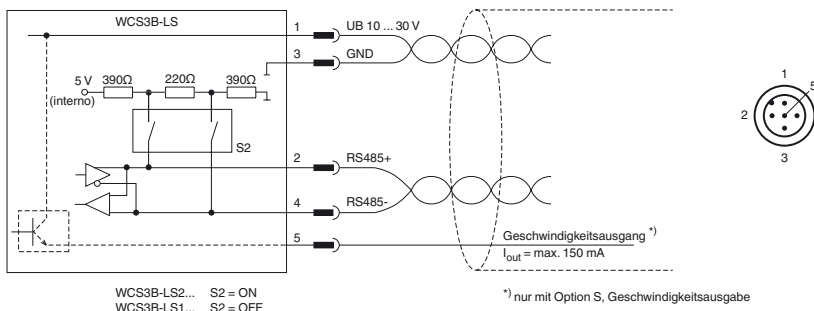 WCS3B-LS
1
UB 10 ... 30 V
3
GND
5 V
(interno)
390Ω
220Ω
390Ω
S2
2
RS485+
4
RS485-
5
Geschwindigkeitsausgang *)
Iout = max. 150 mA
WCS3B-LS2... S2 = ON
WCS3B-LS1... S2 = OFF
*) nur mit Option S, Geschwindigkeitsausgabe
1
5
2
3